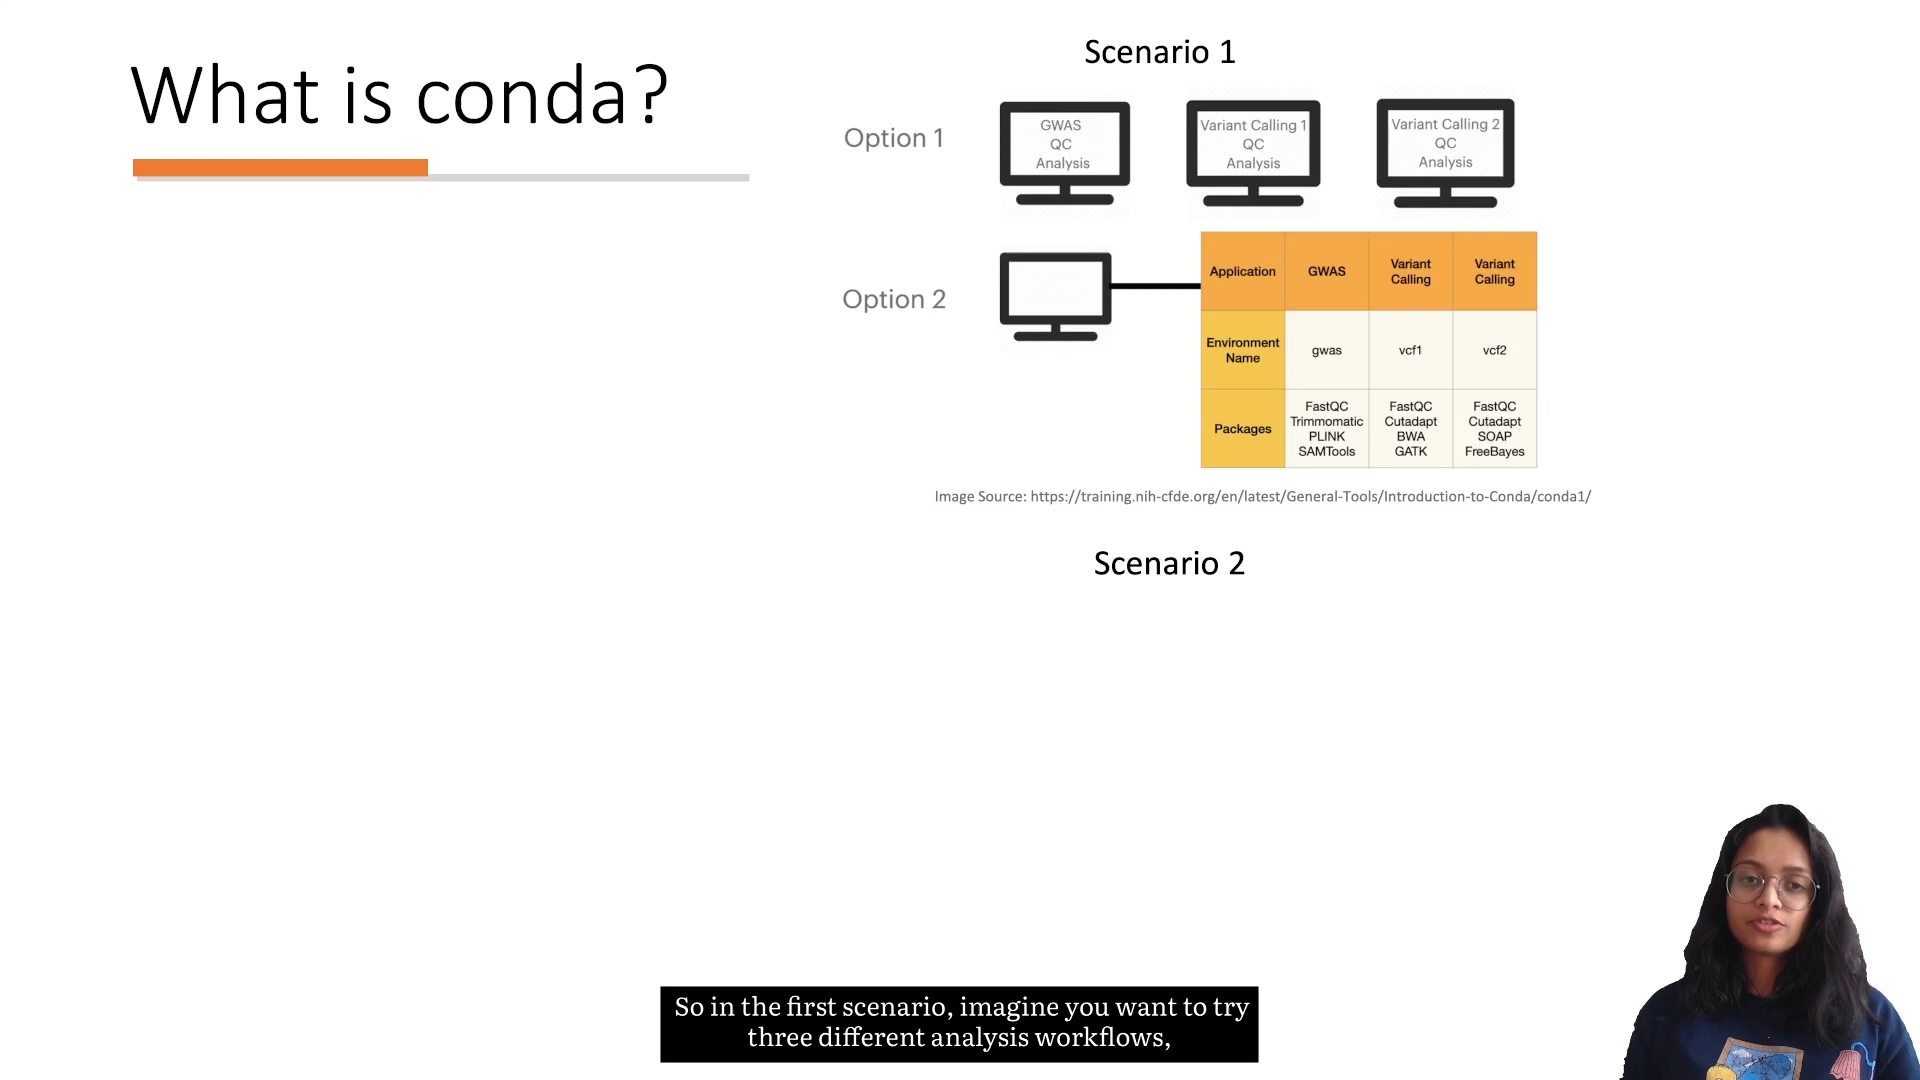 What is conda?
Scenario 1
Option 1
GWAS
QC
Analysis
Variant Calling 1
QC
Analysis
Variant Calling 2
QC
Analysis
Option 2
Application
GWAS
Variant
Calling
Variant
Calling
Environment
Name
gwas
vcf1
vcf2
Packages
FastQC
Trimmomatic
PLINK
SAMTools
FastQC
Cutadapt
BWA
GATK
FastQC
Cutadapt
SOAP
FreeBayes
Image Source: https://training.nih-cfde.org/en/latest/General-Tools/Introduction-to-Conda/conda1/
Scenario 2
So in the first scenario, imagine you want to try
three different analysis workflows,